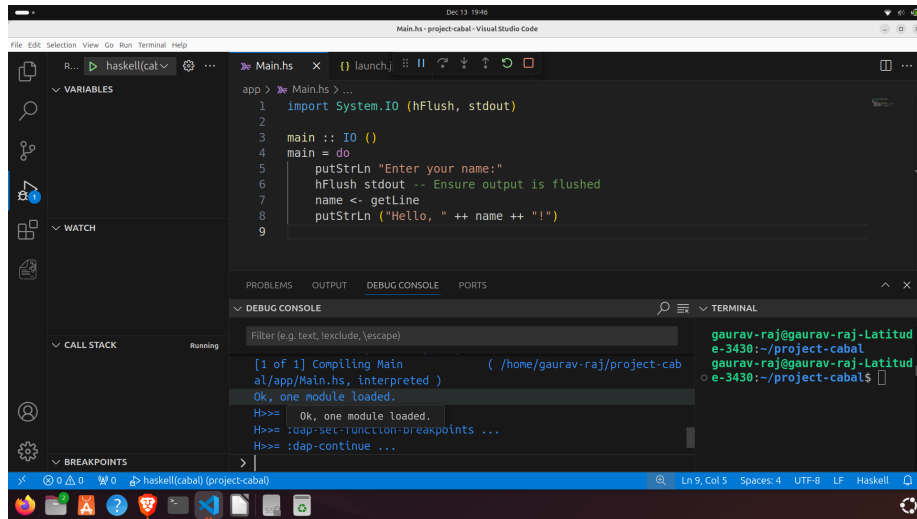 Dec 13 19:46
Main.hs - project-cabal - Visual Studio Code
File Edit Selection View Go Run Terminal Help
R... haskell(cat
Main.hs
launch.j
VARIABLES
app > Main.hs > ...
1 import System.IO (hFlush, stdout)
2
3 main :: IO ()
4 main = do
5 putStrLn "Enter your name:"
6 hFlush stdout -- Ensure output is flushed
7 name <- getLine
8 putStrLn ("Hello, " ++ name ++ "!")
9
1
WATCH
PROBLEMS OUTPUT DEBUG CONSOLE PORTS
DEBUG CONSOLE
TERMINAL
Filter (e.g. text, !exclude, \escape)
CALL STACK Running
[1 of 1] Compiling Main ( /home/gaurav-raj/project-cab
al/app/Main.hs, interpreted )
Ok, one module loaded.
H>>=
Ok, one module loaded.
H>>= :dap-set-function-breakpoints ...
H>>= :dap-continue ...
>
gaurav-raj@gaurav-raj-Latitud
e-3430:~/project-cabal
gaurav-raj@gaurav-raj-Latitud
e-3430:~/project-cabal$
BREAKPOINTS
0 0 0 haskell(cabal) (project-cabal)
Ln 9, Col 5 Spaces: 4 UTF-8 LF Haskell
2